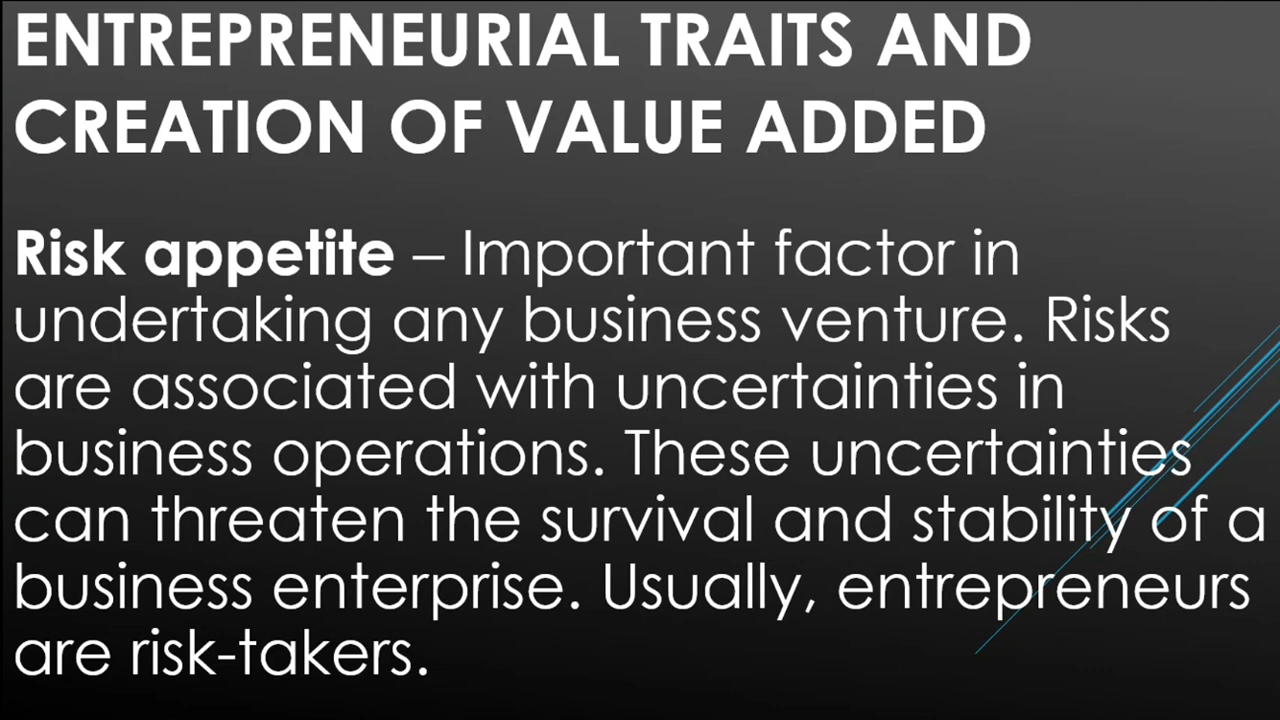 ENTREPRENEURIAL TRAITS AND
CREATION OF VALUE ADDED
Risk appetite – Important factor in
undertaking any business venture. Risks
are associated with uncertainties in
business operations. These uncertainties
can threaten the survival and stability of a
business enterprise. Usually, entrepreneurs
are risk-takers.